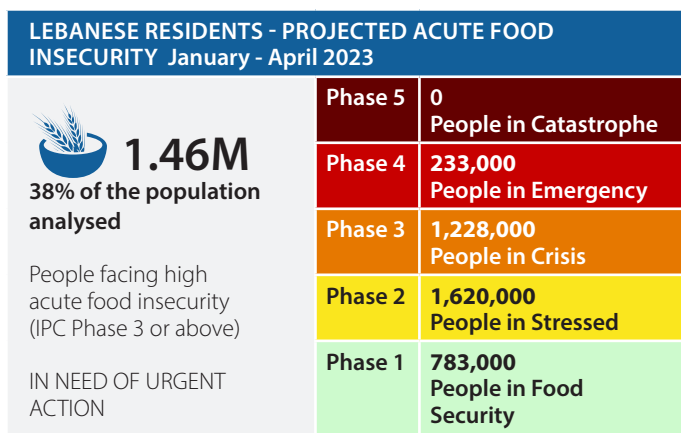 LEBANESE RESIDENTS - PROJECTED ACUTE FOOD
INSECURITY January - April 2023
1.46M
38% of the population
analysed
People facing high
acute food insecurity
(IPC Phase 3 or above)
IN NEED OF URGENT
ACTION
Phase 5
0
People in Catastrophe
Phase 4
233,000
People in Emergency
Phase 3
1,228,000
People in Crisis
Phase 2
1,620,000
People in Stressed
Phase 1
783,000
People in Food
Security